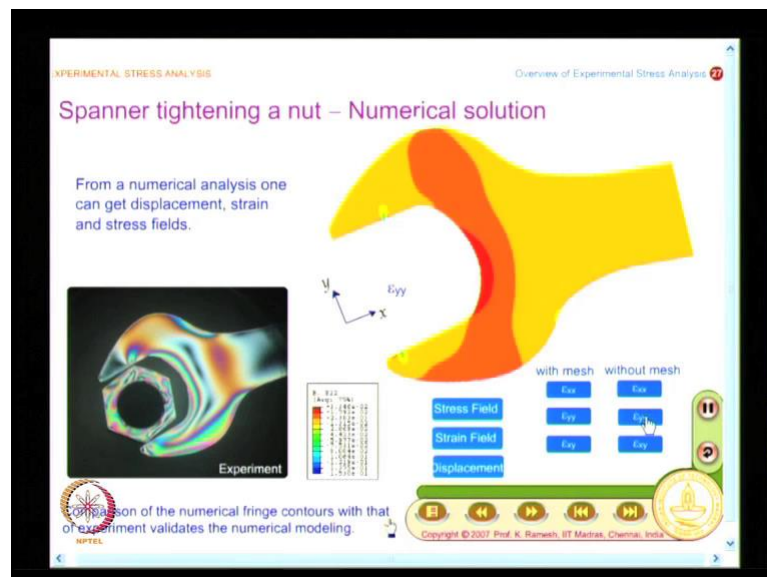 EXPERIMENTAL STRESS ANALYSIS
Overview of Experimental Stress Analysis 27
Spanner tightening a nut – Numerical solution
From a numerical analysis one
can get displacement, strain
and stress fields.
y
εyy
x
with mesh without mesh
εxx εxx
Stress Field
εyy εyy
Strain Field
εxy εxy
Displacement
Experiment
Comparison of the numerical fringe contours with that
of experiment validates the numerical modeling.
NPTEL
Copyright © 2007 Prof. K. Ramesh, IIT Madras, Chennai, India